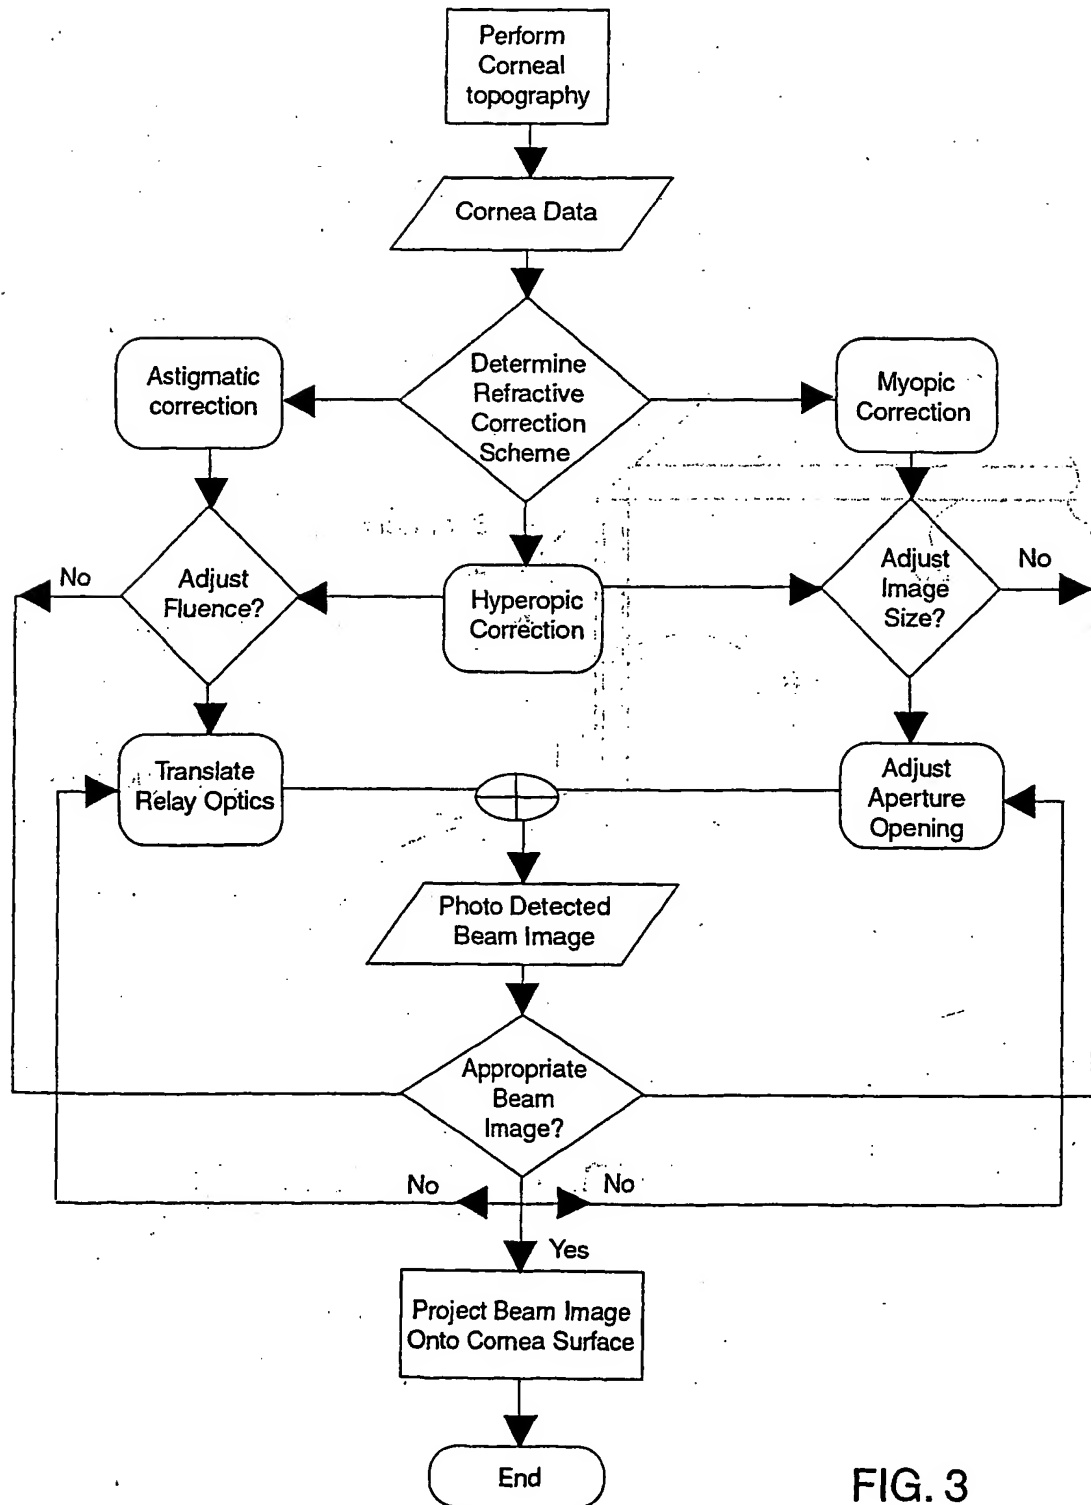 Perform
Corneal
topography
Cornea Data
Determine
Refractive
Correction
Scheme
Astigmatic
correction
Myopic
Correction
No
Adjust
Fluence?
Hyperopic
Correction
Adjust
Image
Size?
No
Translate
Relay Optics
Adjust
Aperture
Opening
Photo Detected
Beam Image
Appropriate
Beam
Image?
No
No
Yes
Project Beam Image
Onto Cornea Surface
End
FIG. 3